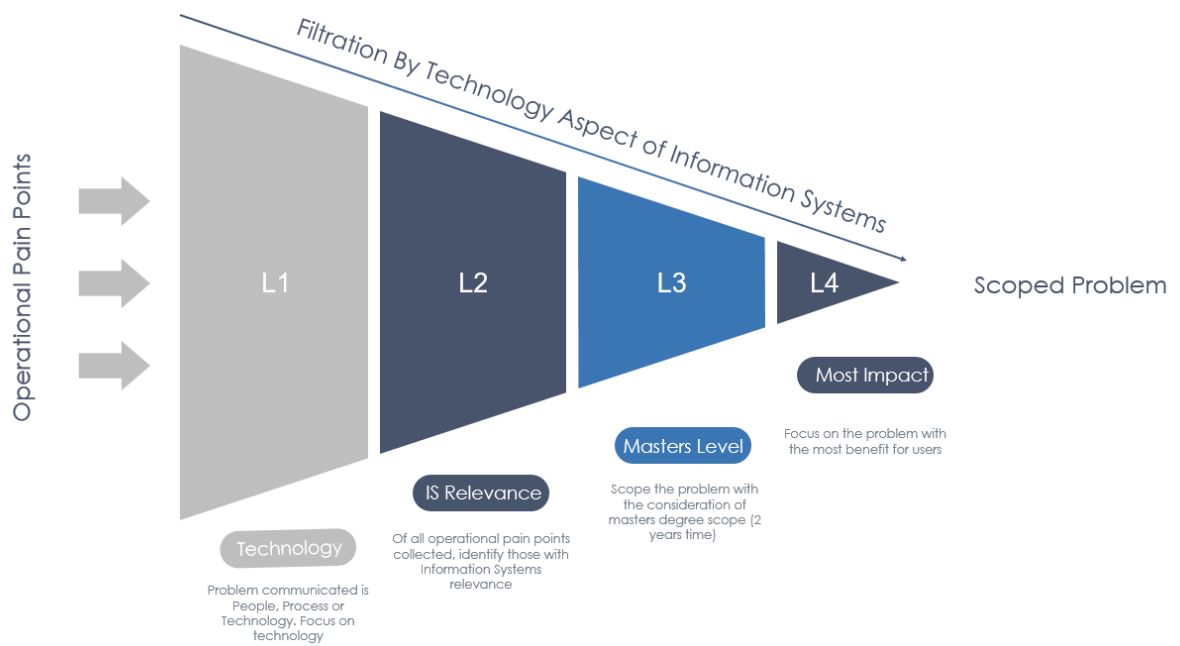 Filtration By Technology Aspect of Information Systems
Operational Pain Points
L1
L2
L3
L4
Scoped Problem
Technology
Problem communicated is
People, Process or
Technology. Focus on
technology
IS Relevance
Of all operational pain points
collected, identify those with
Information Systems
relevance
Masters Level
Scope the problem with
the consideration of
masters degree scope (2
years time)
Most Impact
Focus on the problem with
the most benefit for users